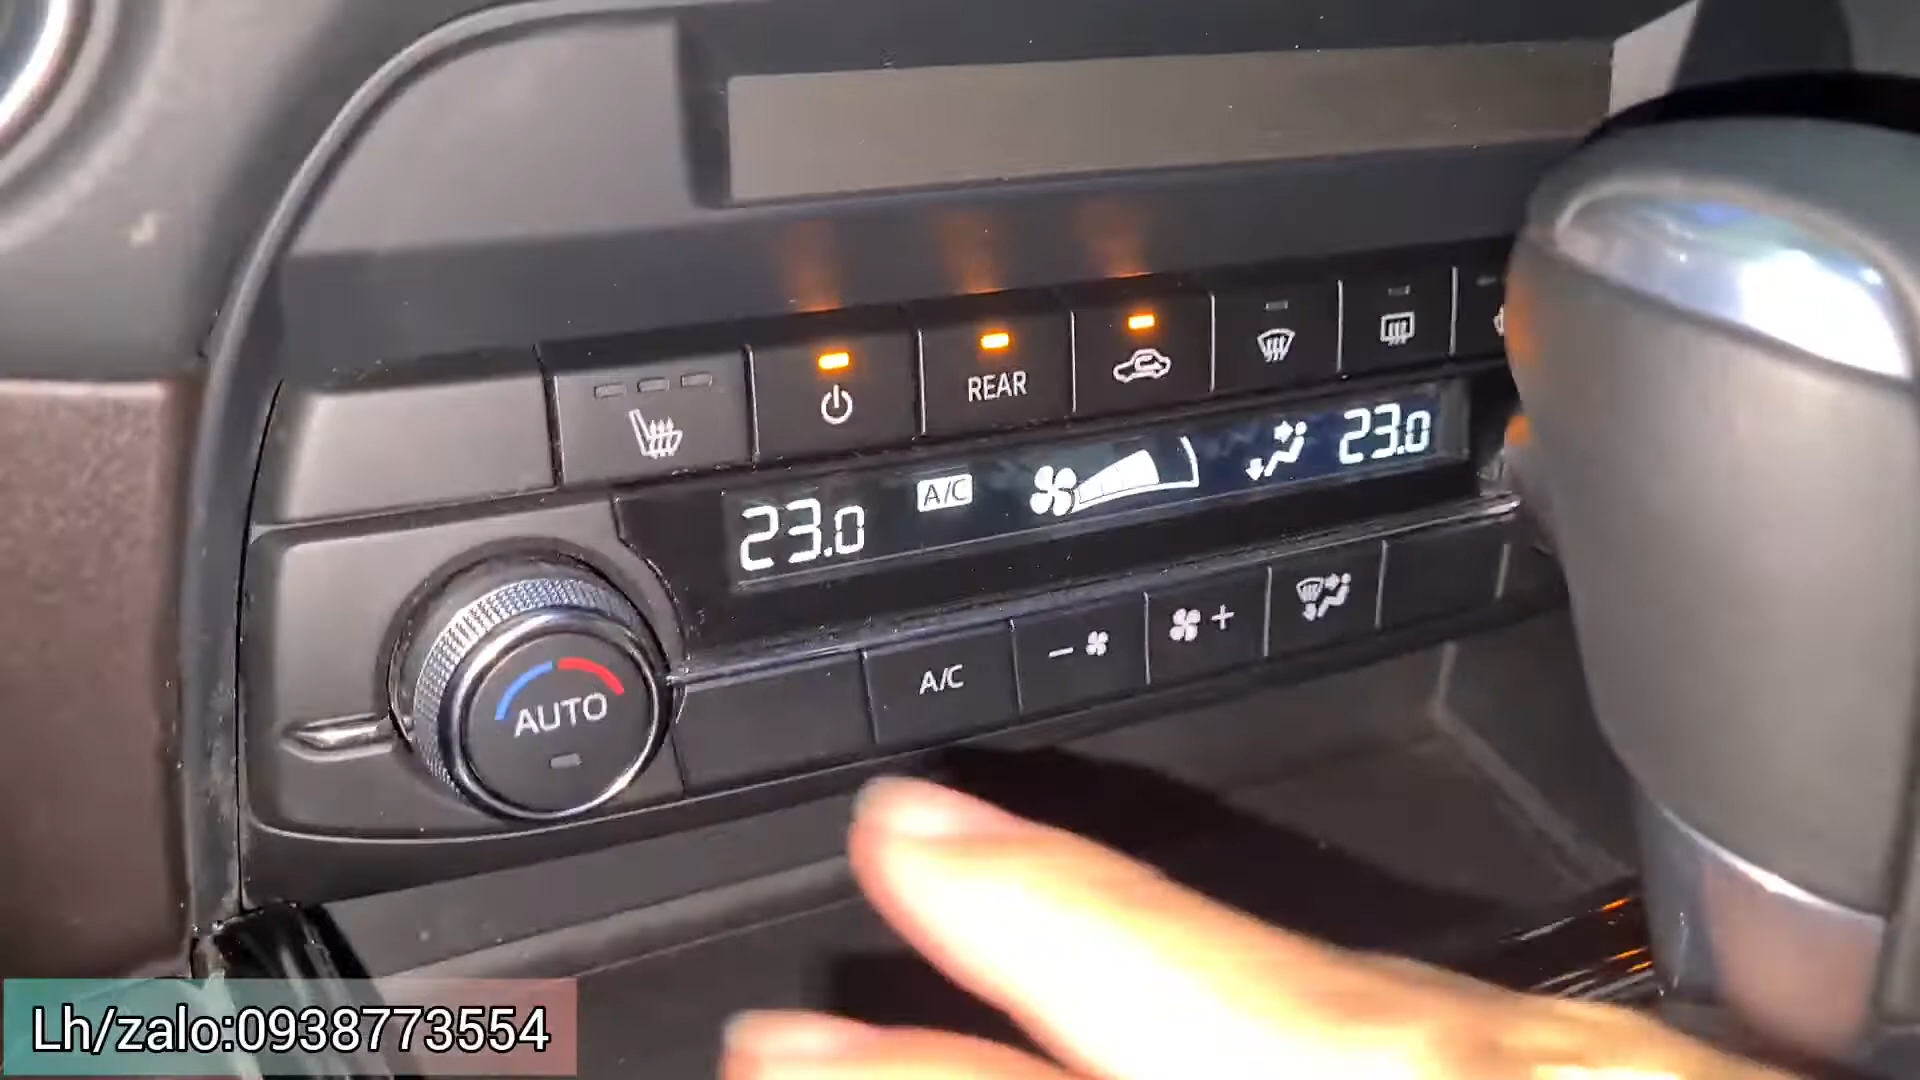 REAR
23.0 A/C 23.0
A/C - +
AUTO
Lh/zalo:0938773554